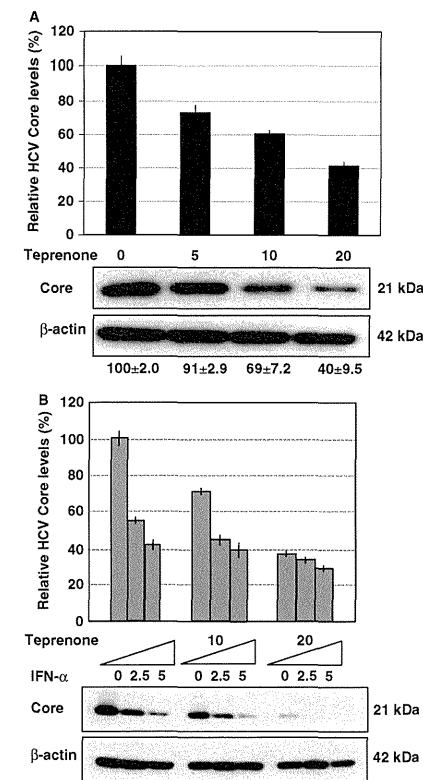 A
Relative HCV Core levels (%)
120
100
80
60
40
20
0
Teprenone 0 5 10 20
Core 21 kDa
β-actin 42 kDa
100±2.0 91±2.9 69±7.2 40±9.5
B
Relative HCV Core levels (%)
120
100
80
60
40
20
0
Teprenone 10 20
IFN-α 0 2.5 5 0 2.5 5 0 2.5 5
Core 21 kDa
β-actin 42 kDa